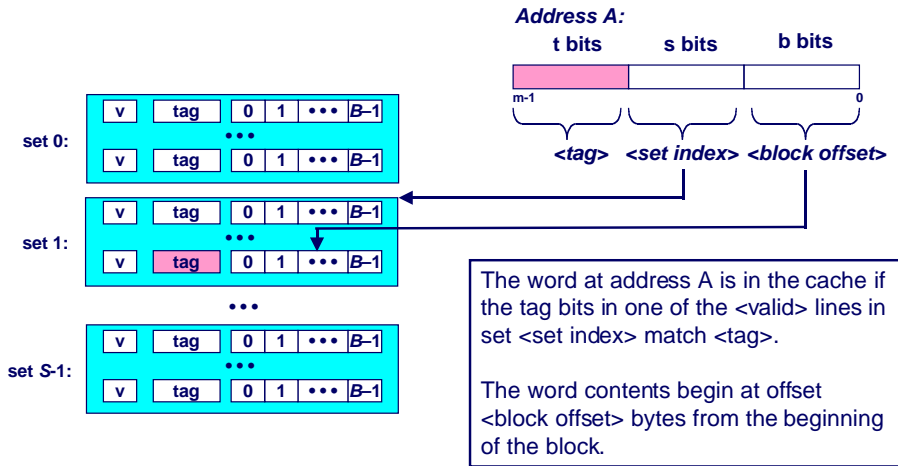 Address A:
t bits s bits b bits
m-1 0
<tag> <set index> <block offset>
v tag 0 1 ••• B–1
set 0: •••
v tag 0 1 ••• B–1
v tag 0 1 ••• B–1
set 1: •••
v tag 0 1 ••• B–1
•••
v tag 0 1 ••• B–1
set S-1: •••
v tag 0 1 ••• B–1
The word at address A is in the cache if
the tag bits in one of the <valid> lines in
set <set index> match <tag>.
The word contents begin at offset
<block offset> bytes from the beginning
of the block.